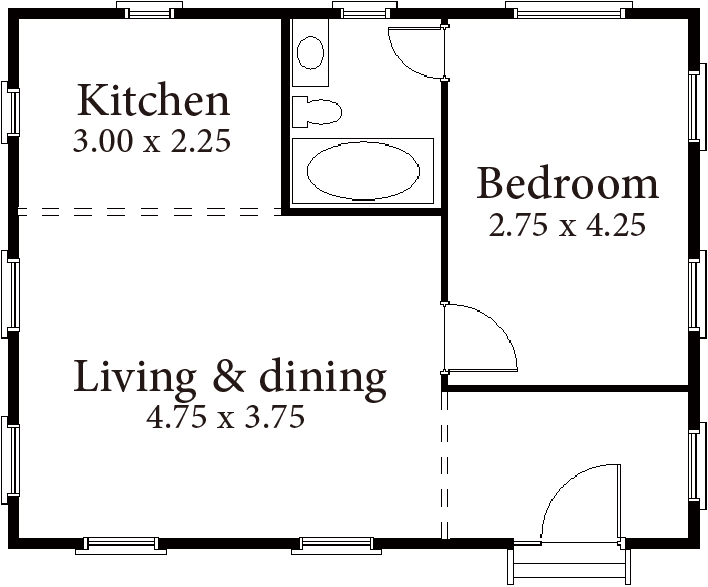 Kitchen
3.00 x 2.25
Bedroom
2.75 x 4.25
Living & dining
4.75 x 3.75